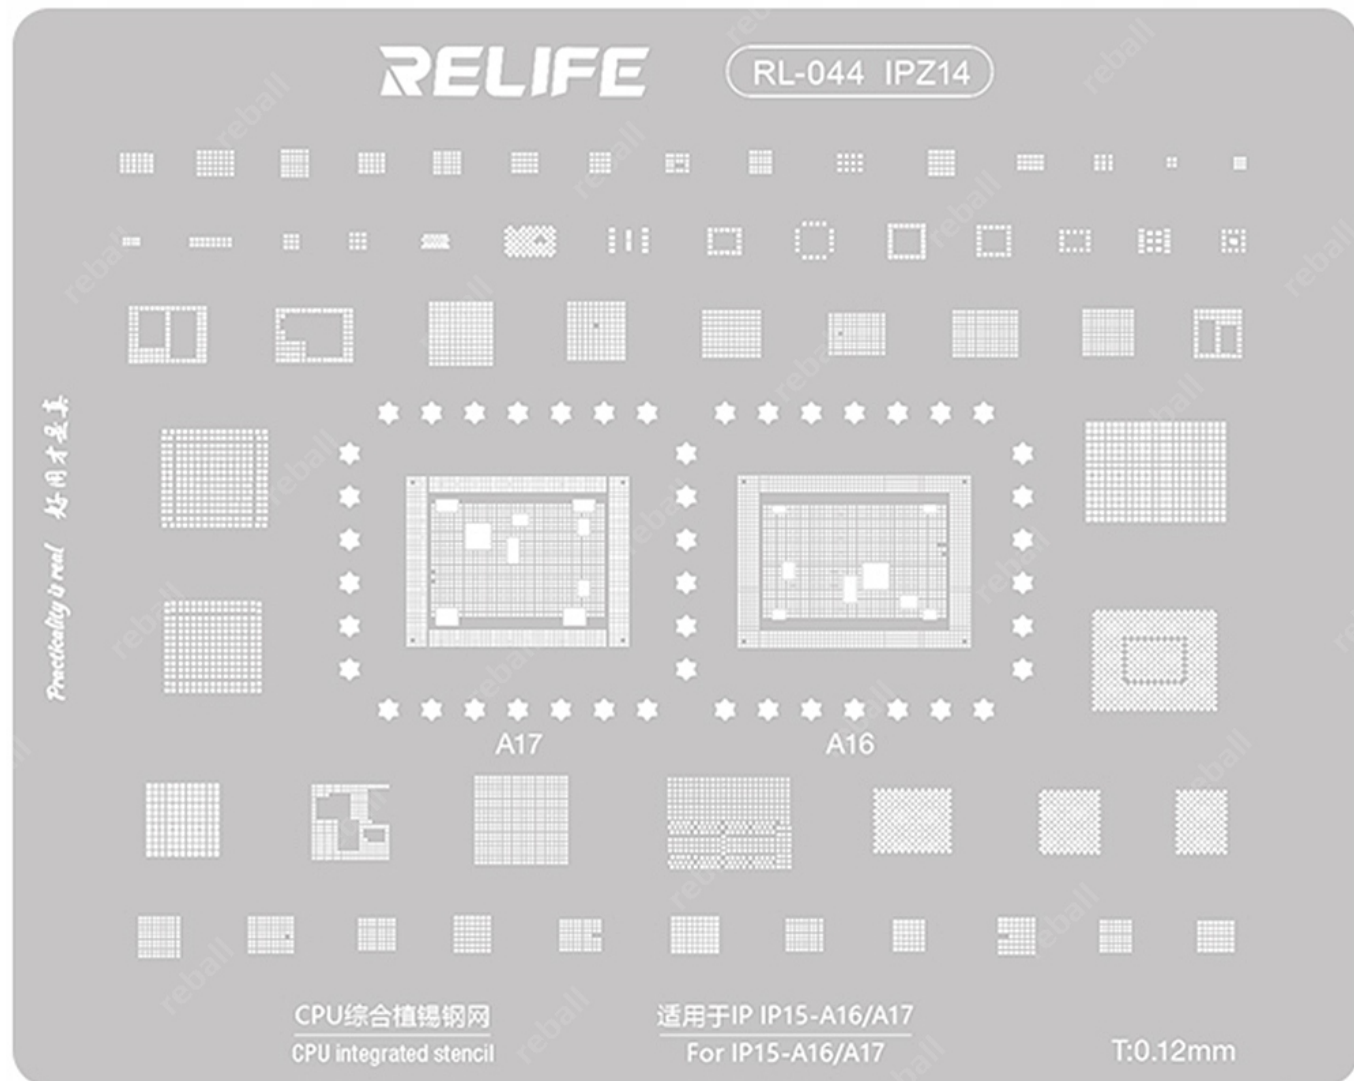 RELIFE
RL-044 IPZ14
Practicality is real 好用才是真
A17
A16
CPU综合植锡钢网
CPU integrated stencil
适用于IP IP15-A16/A17
For IP15-A16/A17
T:0.12mm
reball